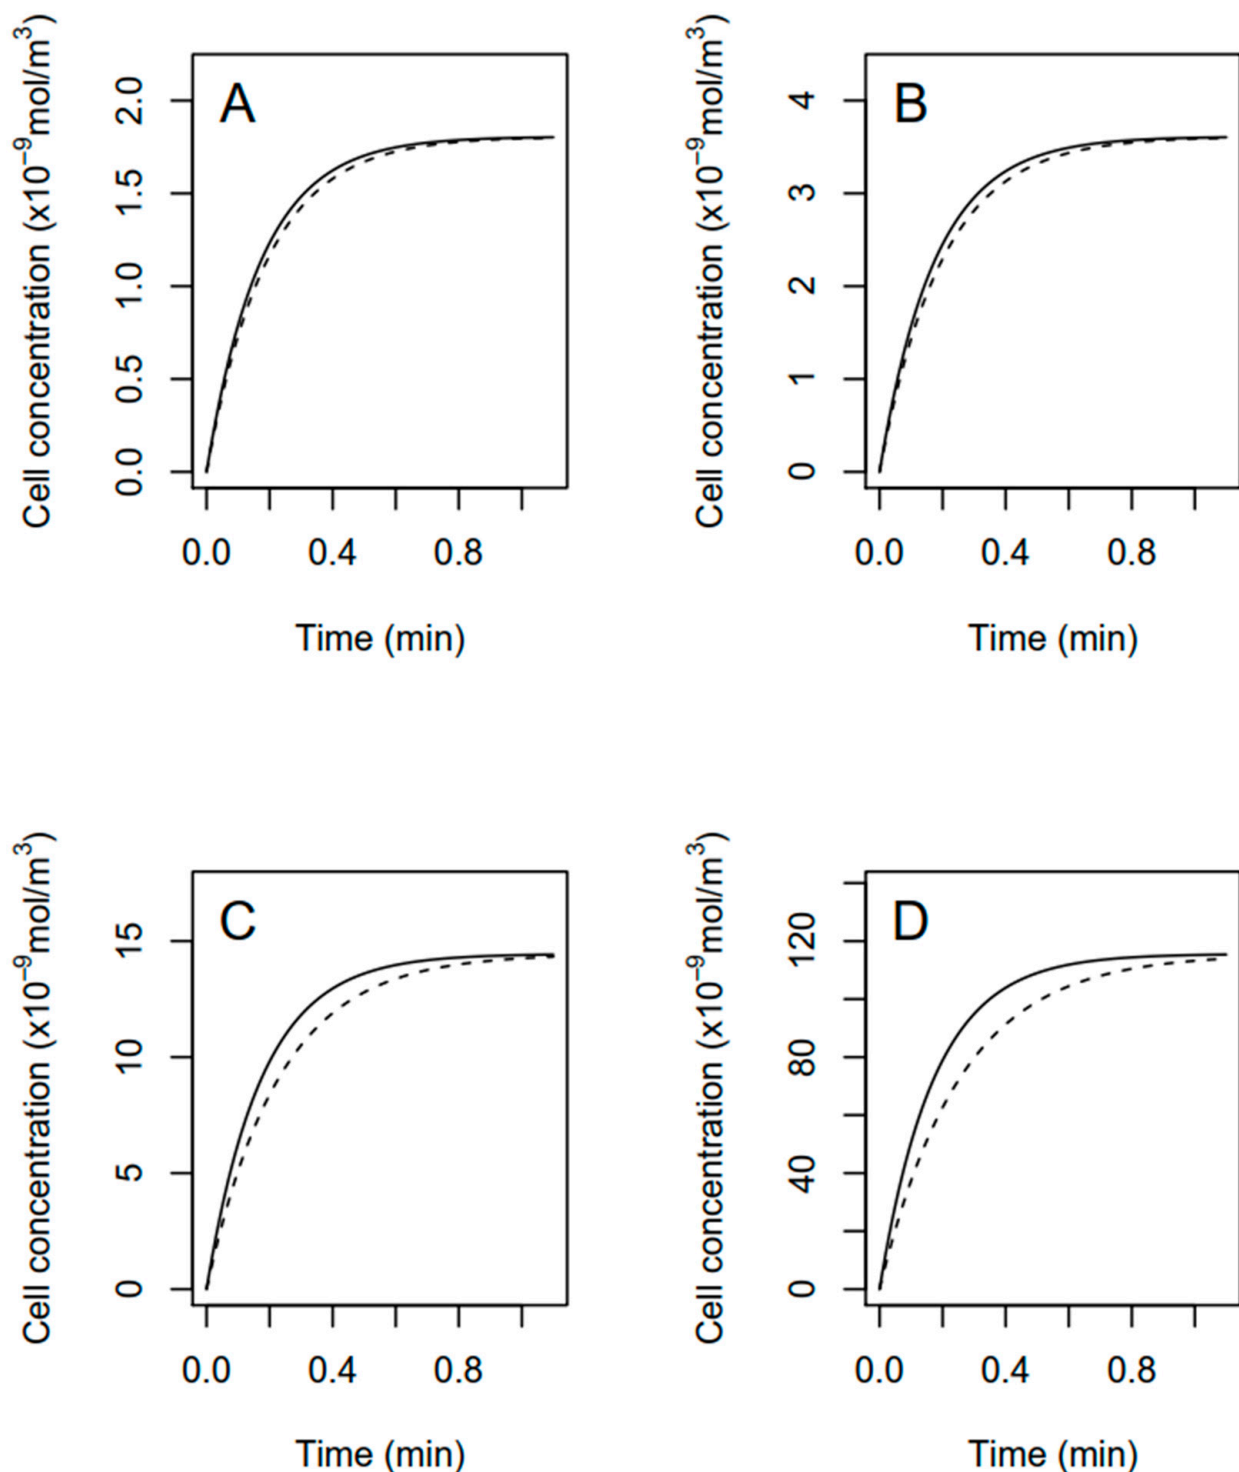 A
Cell concentration (x10⁻⁹mol/m³)
2.0
1.5
1.0
0.5
0.0
0.0 0.4 0.8
Time (min)
B
Cell concentration (x10⁻⁹mol/m³)
4
3
2
1
0
0.0 0.4 0.8
Time (min)
C
Cell concentration (x10⁻⁹mol/m³)
15
10
5
0
0.0 0.4 0.8
Time (min)
D
Cell concentration (x10⁻⁹mol/m³)
120
80
40
0
0.0 0.4 0.8
Time (min)